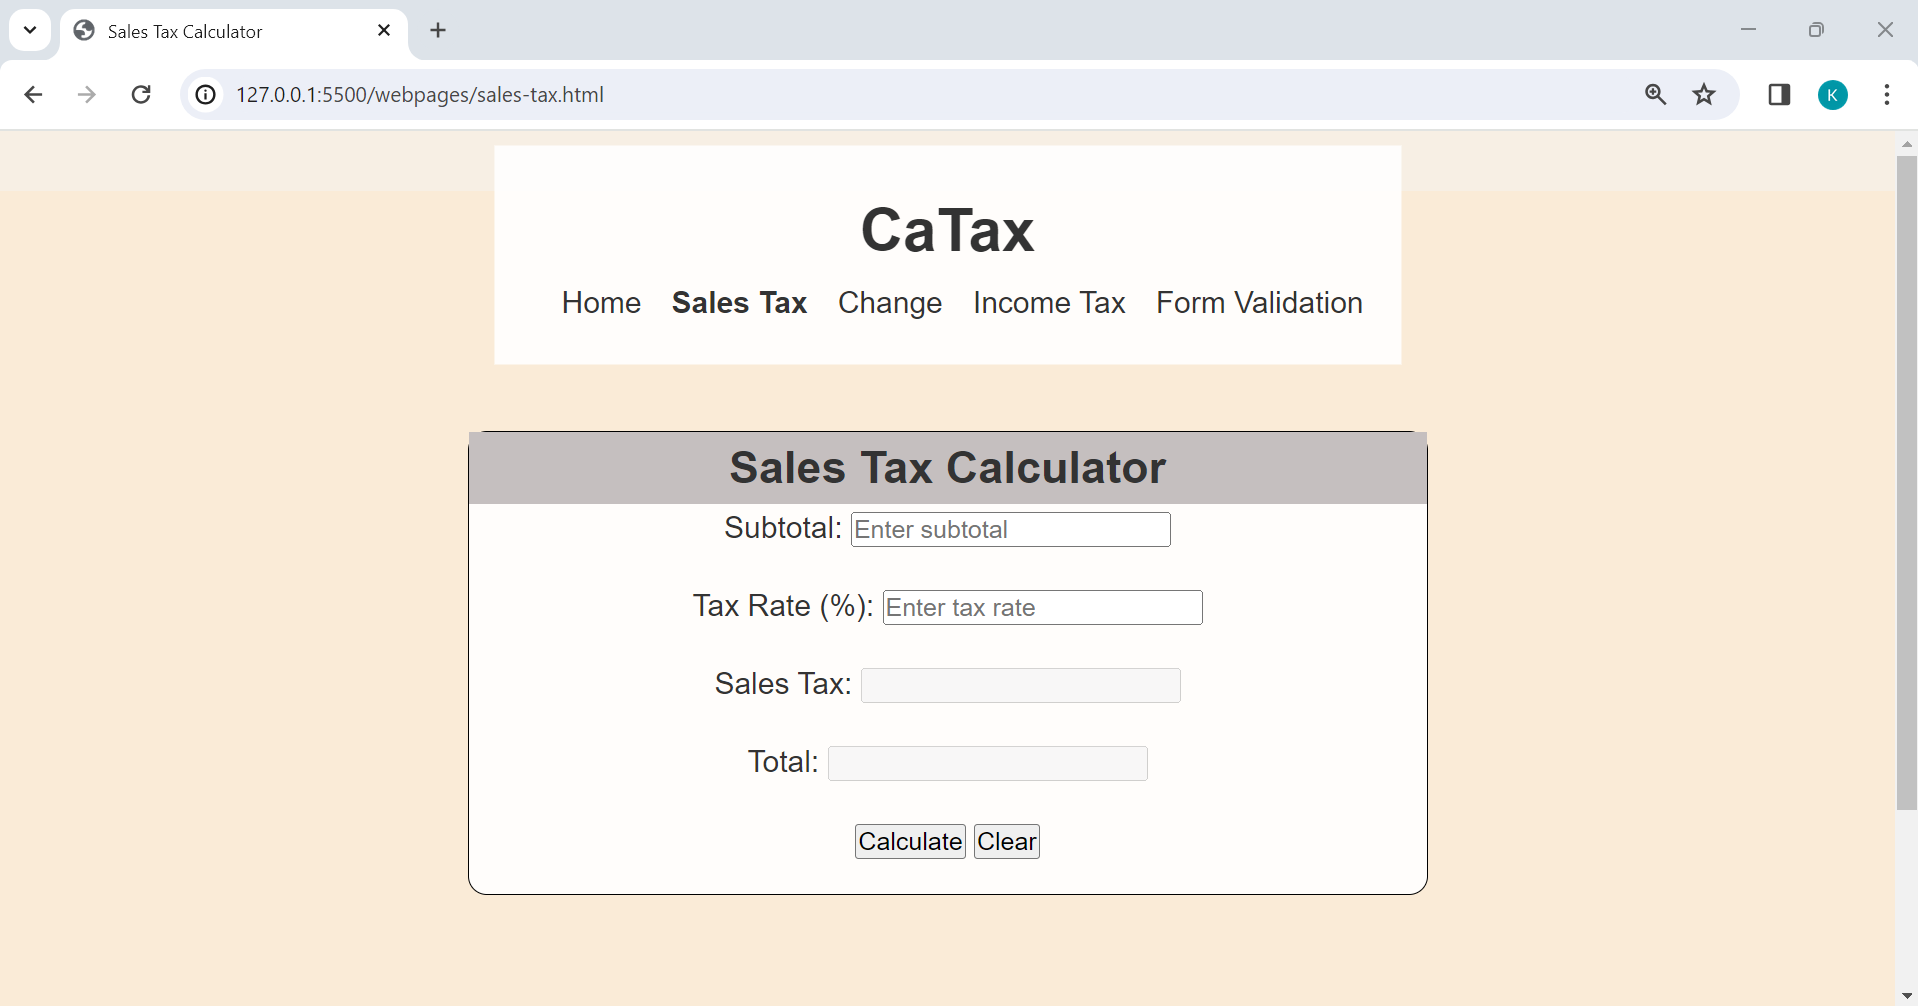 Sales Tax Calculator
127.0.0.1:5500/webpages/sales-tax.html
K
CaTax
Home Sales Tax Change Income Tax Form Validation
Sales Tax Calculator
Subtotal: Enter subtotal
Tax Rate (%): Enter tax rate
Sales Tax:
Total:
Calculate Clear